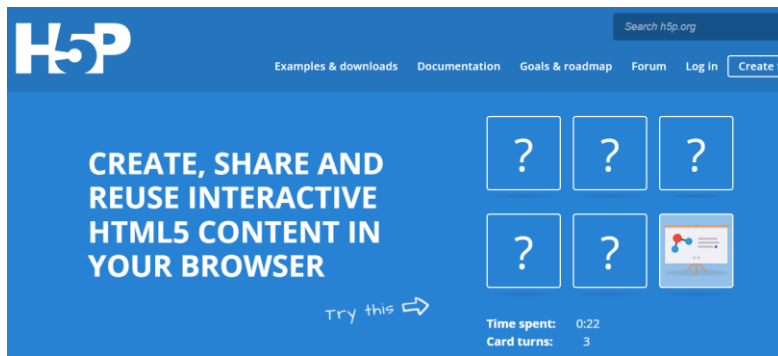 H5P
Search h5p.org
Examples & downloads Documentation Goals & roadmap Forum Log in Create
CREATE, SHARE AND
REUSE INTERACTIVE
HTML5 CONTENT IN
YOUR BROWSER
? ? ?
? ?
Try this
Time spent: 0:22
Card turns: 3